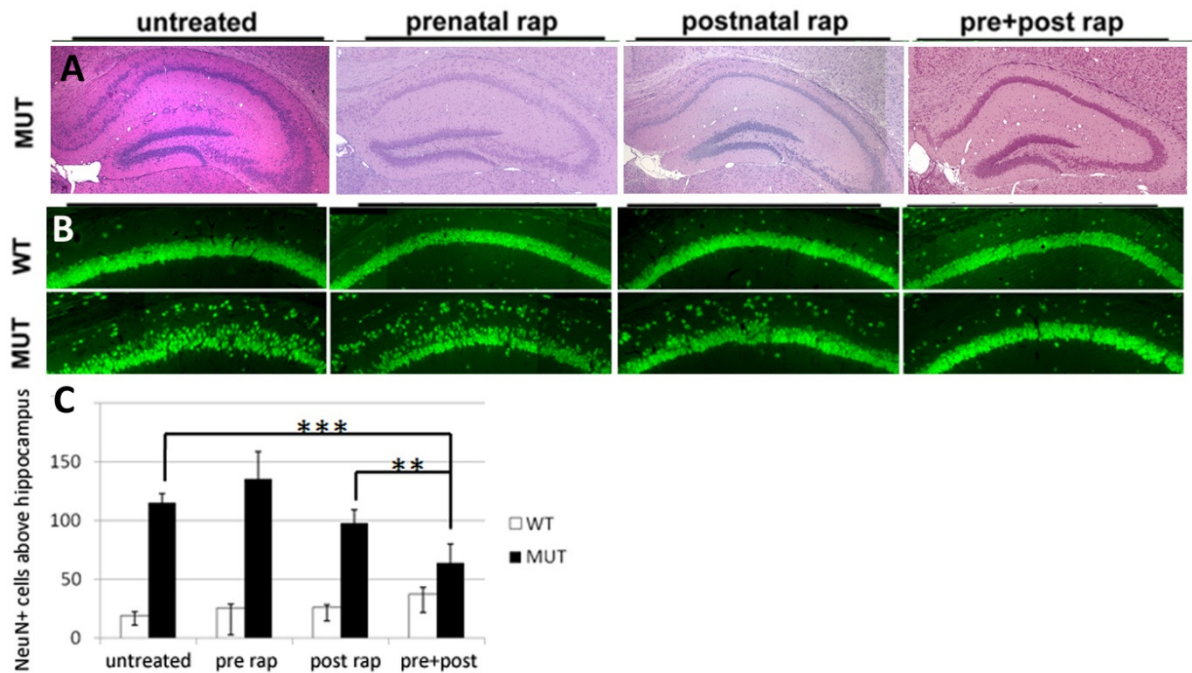 untreated prenatal rap postnatal rap pre+post rap
A
MUT
B
WT
MUT
C
NeuN+ cells above hippocampus
***
150
**
100
WT
MUT
50
0
untreated pre rap post rap pre+post